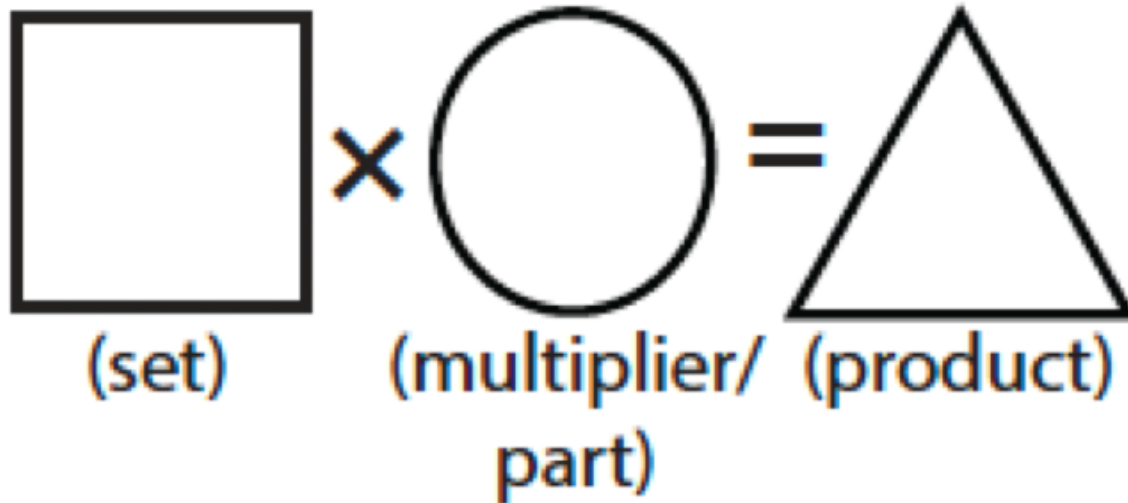 × =
(set) (multiplier/ (product)
part)